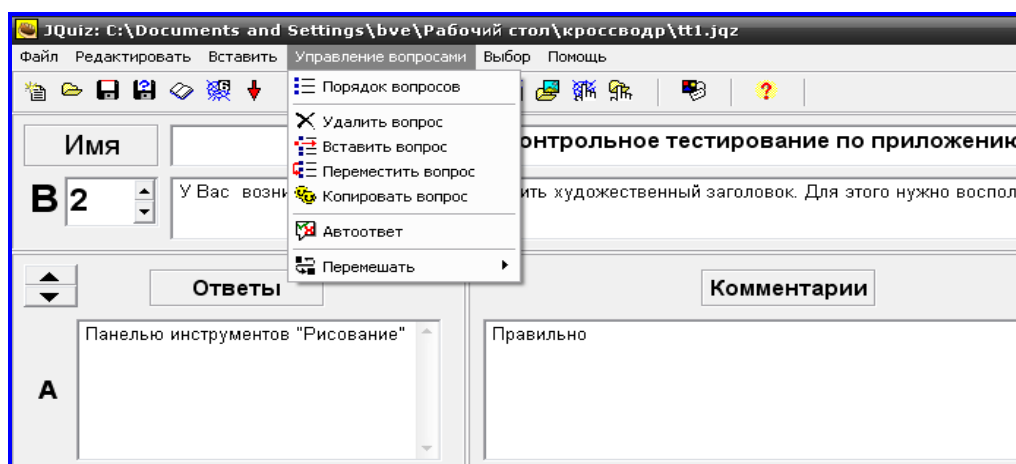 JQuiz: C:\Documents and Settings\bve\Рабочий стол\кроссводр\tt1.jqz
Файл Редактировать Вставить Управление вопросами Выбор Помощь
Порядок вопросов
Удалить вопрос
Вставить вопрос
Переместить вопрос
Копировать вопрос
Автоответ
Перемешать
Имя онтрольное тестирование по приложению
В 2 У Вас возни ить художественный заголовок. Для этого нужно воспол
Ответы Комментарии
Панелью инструментов "Рисование" Правильно
А